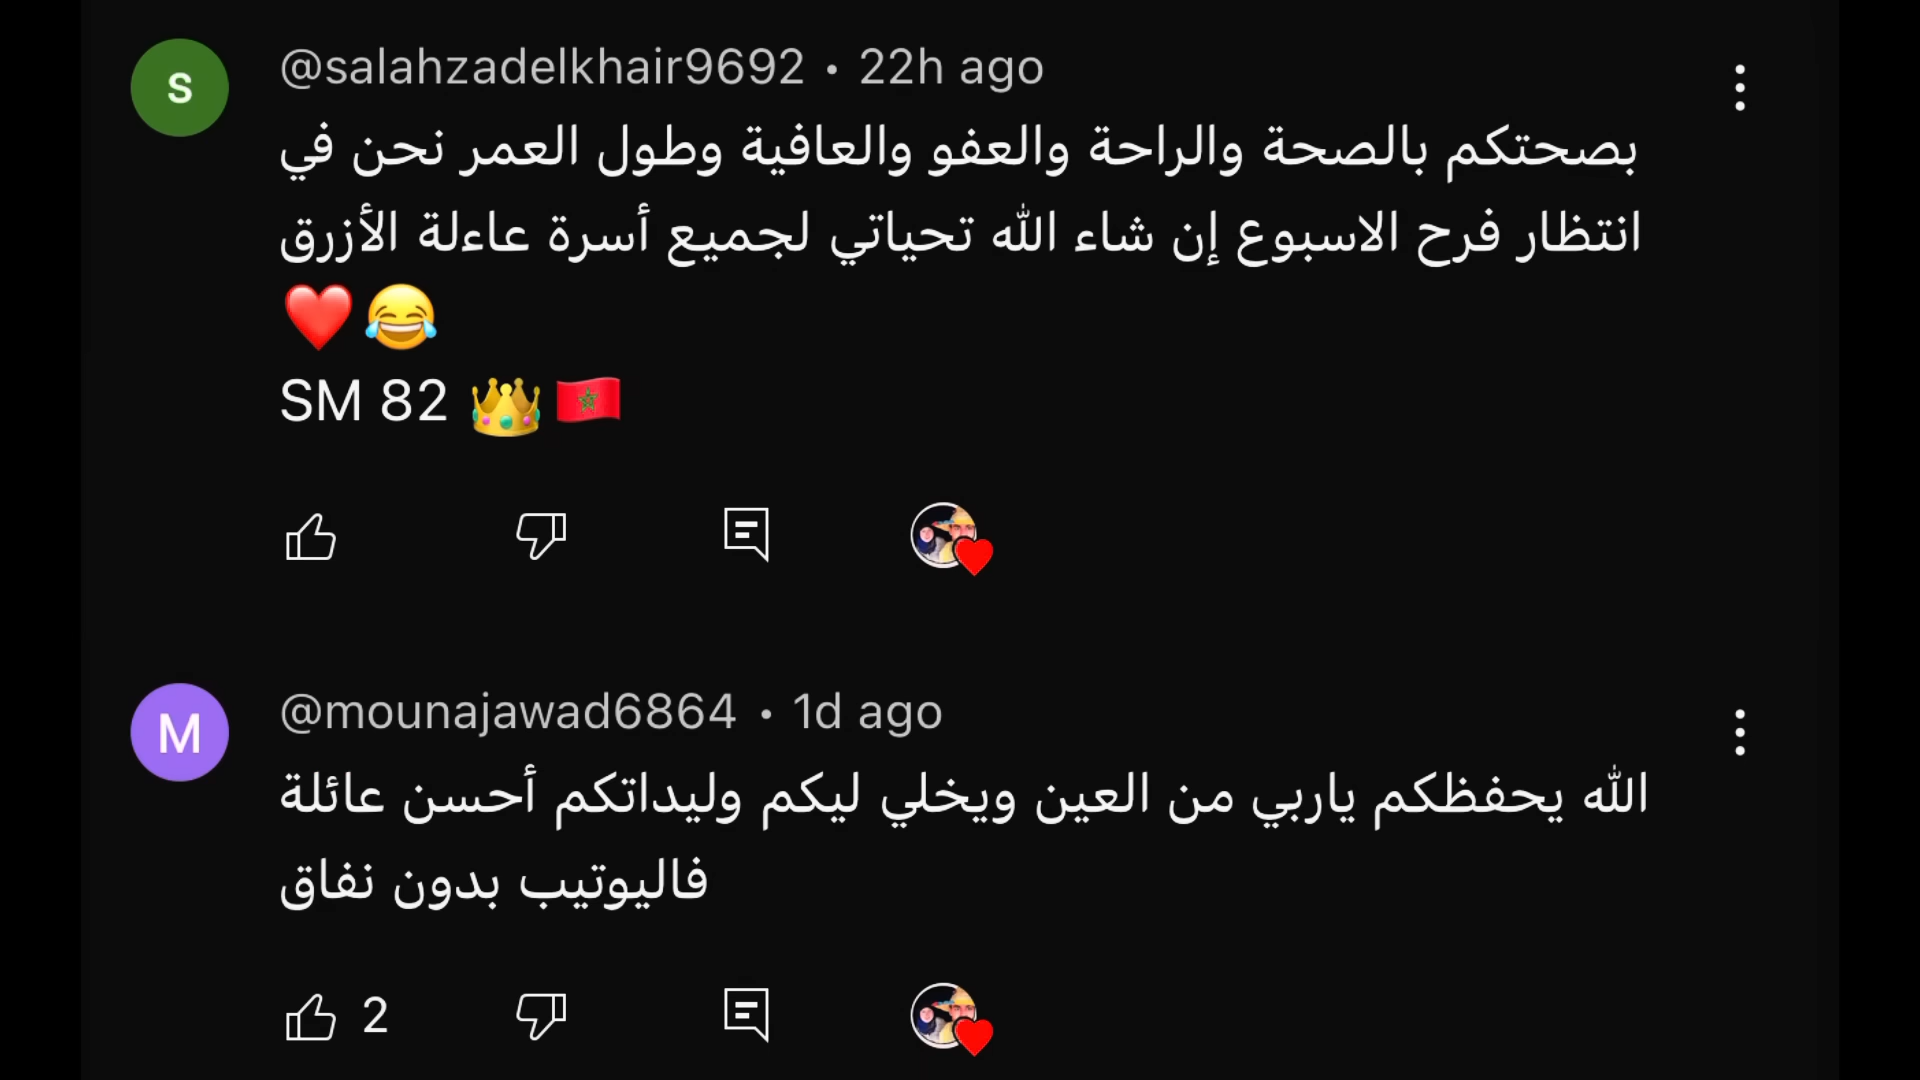 S
@salahzadelkhair9692 • 22h ago
بصحتكم بالصحة والراحة والعفو والعافية وطول العمر نحن في
انتظار فرح الاسبوع إن شاء الله تحياتي لجميع أسرة عاءلة الأزرق
❤️😂
SM 82 👑🇲🇦
M
@mounajawad6864 • 1d ago
الله يحفظكم ياربي من العين ويخلي ليكم وليداتكم أحسن عائلة
فاليوتيب بدون نفاق
2